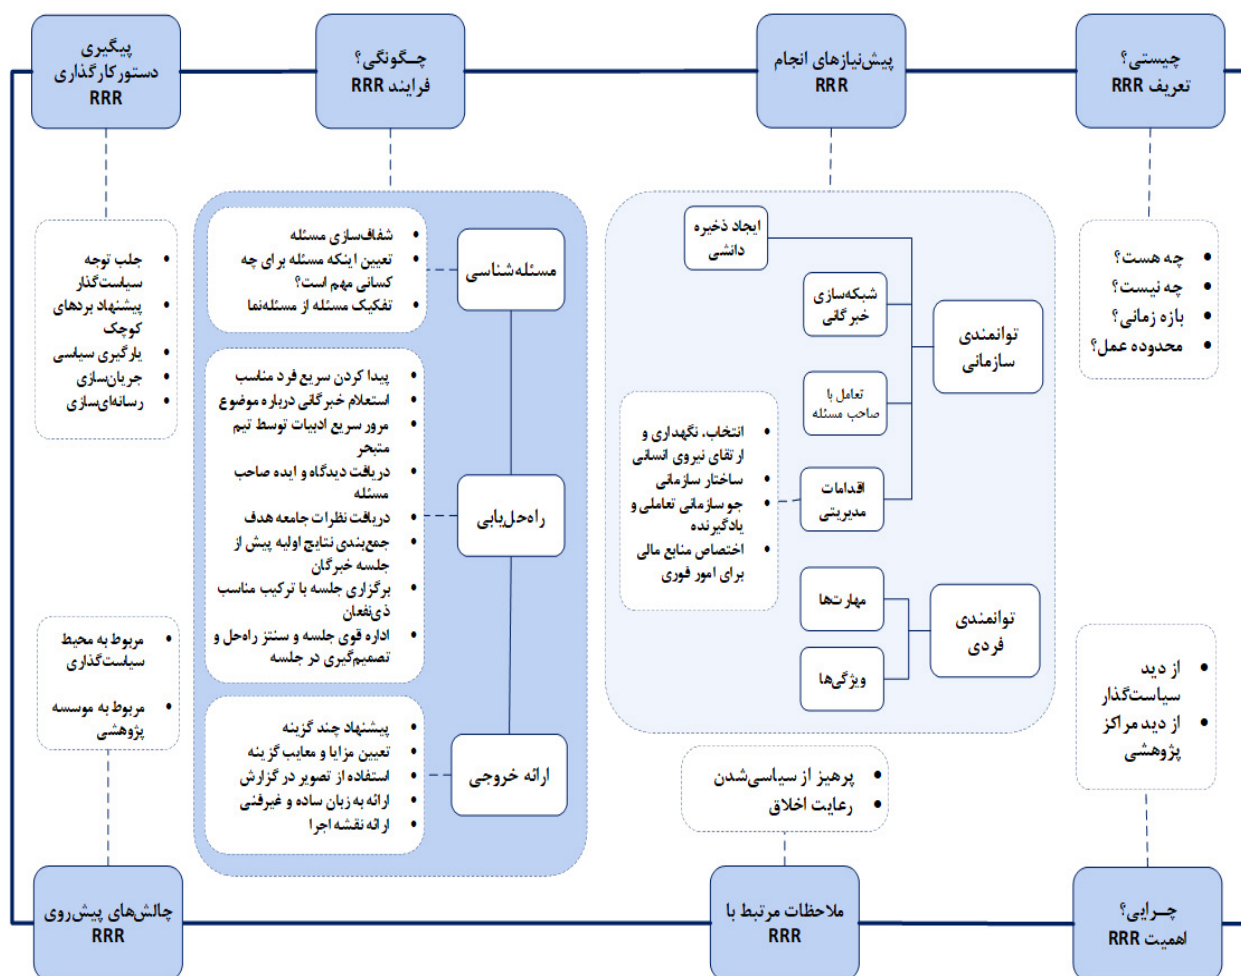 چیستی؟
تعریف RRR
چه هست؟
چه نیست؟
بازه زمانی؟
محدوده عمل؟
پیش‌نیازهای انجام
RRR
ایجاد ذخیره
دانشی
شبکه‌سازی
خبرگانی
تعامل با
صاحب مسئله
اقدامات
مدیریتی
توانمندی
سازمانی
انتخاب، نگهداری و
ارتقای نیروی انسانی
ساختار سازمانی
جو سازمانی تعاملی و
یادگیرنده
اختصاص منابع مالی
برای امور فوری
مهارت‌ها
ویژگی‌ها
توانمندی
فردی
چـگونگی؟
فرایند RRR
مسئله‌شناسی
شفاف‌سازی مسئله
تعیین اینکه مسئله برای چه
کسانی مهم است؟
تفکیک مسئله از مسئله‌نما
راه‌حل‌یابی
پیدا کردن سریع فرد مناسب
استعلام خبرگانی درباره موضوع
مرور سریع ادبیات توسط تیم
متبحر
دریافت دیدگاه و ایده صاحب
مسئله
دریافت نظرات جامعه هدف
جمع‌بندی نتایج اولیه پیش از
جلسه خبرگان
برگزاری جلسه با ترکیب مناسب
ذی‌نفعان
اداره قوی جلسه و سنتز راه‌حل و
تصمیم‌گیری در جلسه
ارائه خروجی
پیشنهاد چند گزینه
تعیین مزایا و معایب گزینه
استفاده از تصویر در گزارش
ارائه به زبان ساده و غیرفنی
ارائه نقشه اجرا
پیگیری
دستورکارگذاری
RRR
جلب توجه
سیاست‌گذار
پیشنهاد بردهای
کوچک
یارگیری سیاسی
جریان‌سازی
رسانه‌ای‌سازی
از دید
سیاست‌گذار
از دید مراکز
پژوهشی
چـرایی؟
اهمیت RRR
پرهیز از سیاسی‌شدن
رعایت اخلاق
ملاحظات مرتبط با
RRR
مربوط به محیط
سیاست‌گذاری
مربوط به موسسه
پژوهشی
چالش‌های پیش‌روی
RRR